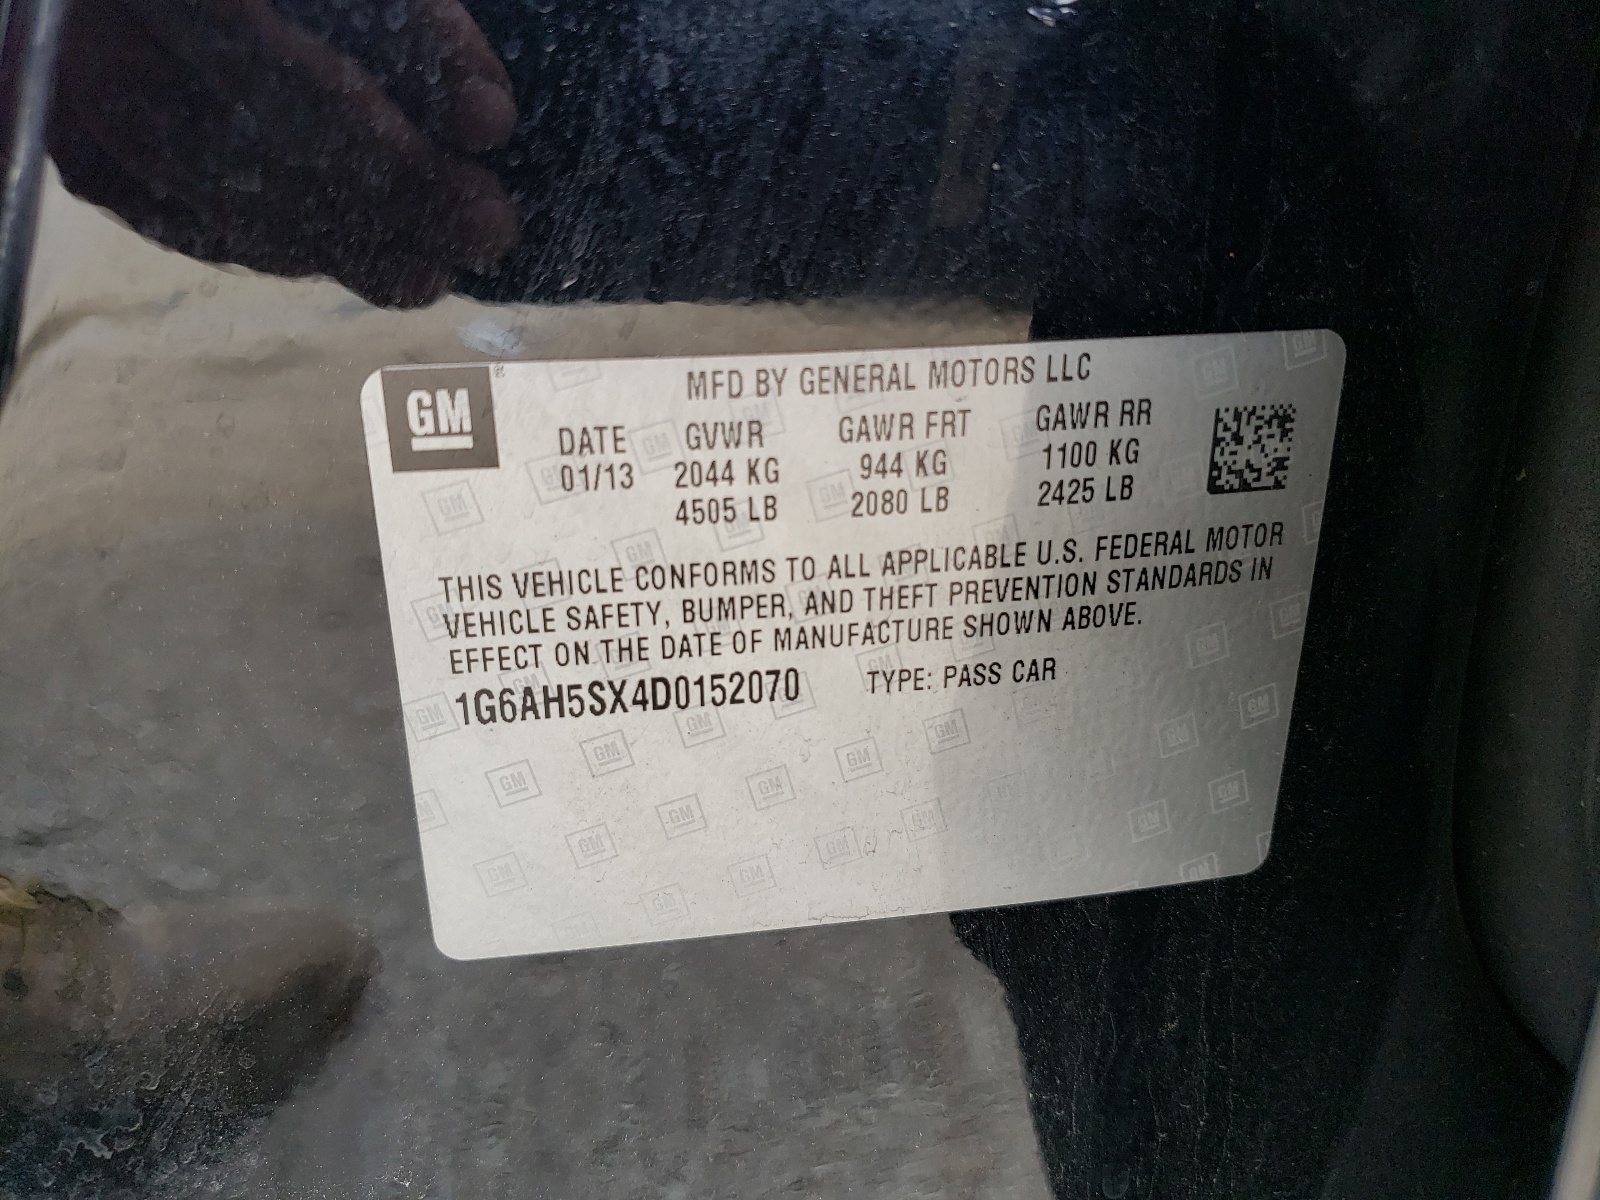 GM®
MFD BY GENERAL MOTORS LLC
DATE GVWR GAWR FRT GAWR RR
01/13 2044 KG 944 KG 1100 KG
4505 LB 2080 LB 2425 LB
THIS VEHICLE CONFORMS TO ALL APPLICABLE U.S. FEDERAL MOTOR
VEHICLE SAFETY, BUMPER, AND THEFT PREVENTION STANDARDS IN
EFFECT ON THE DATE OF MANUFACTURE SHOWN ABOVE.
1G6AH5SX4D0152070 TYPE: PASS CAR